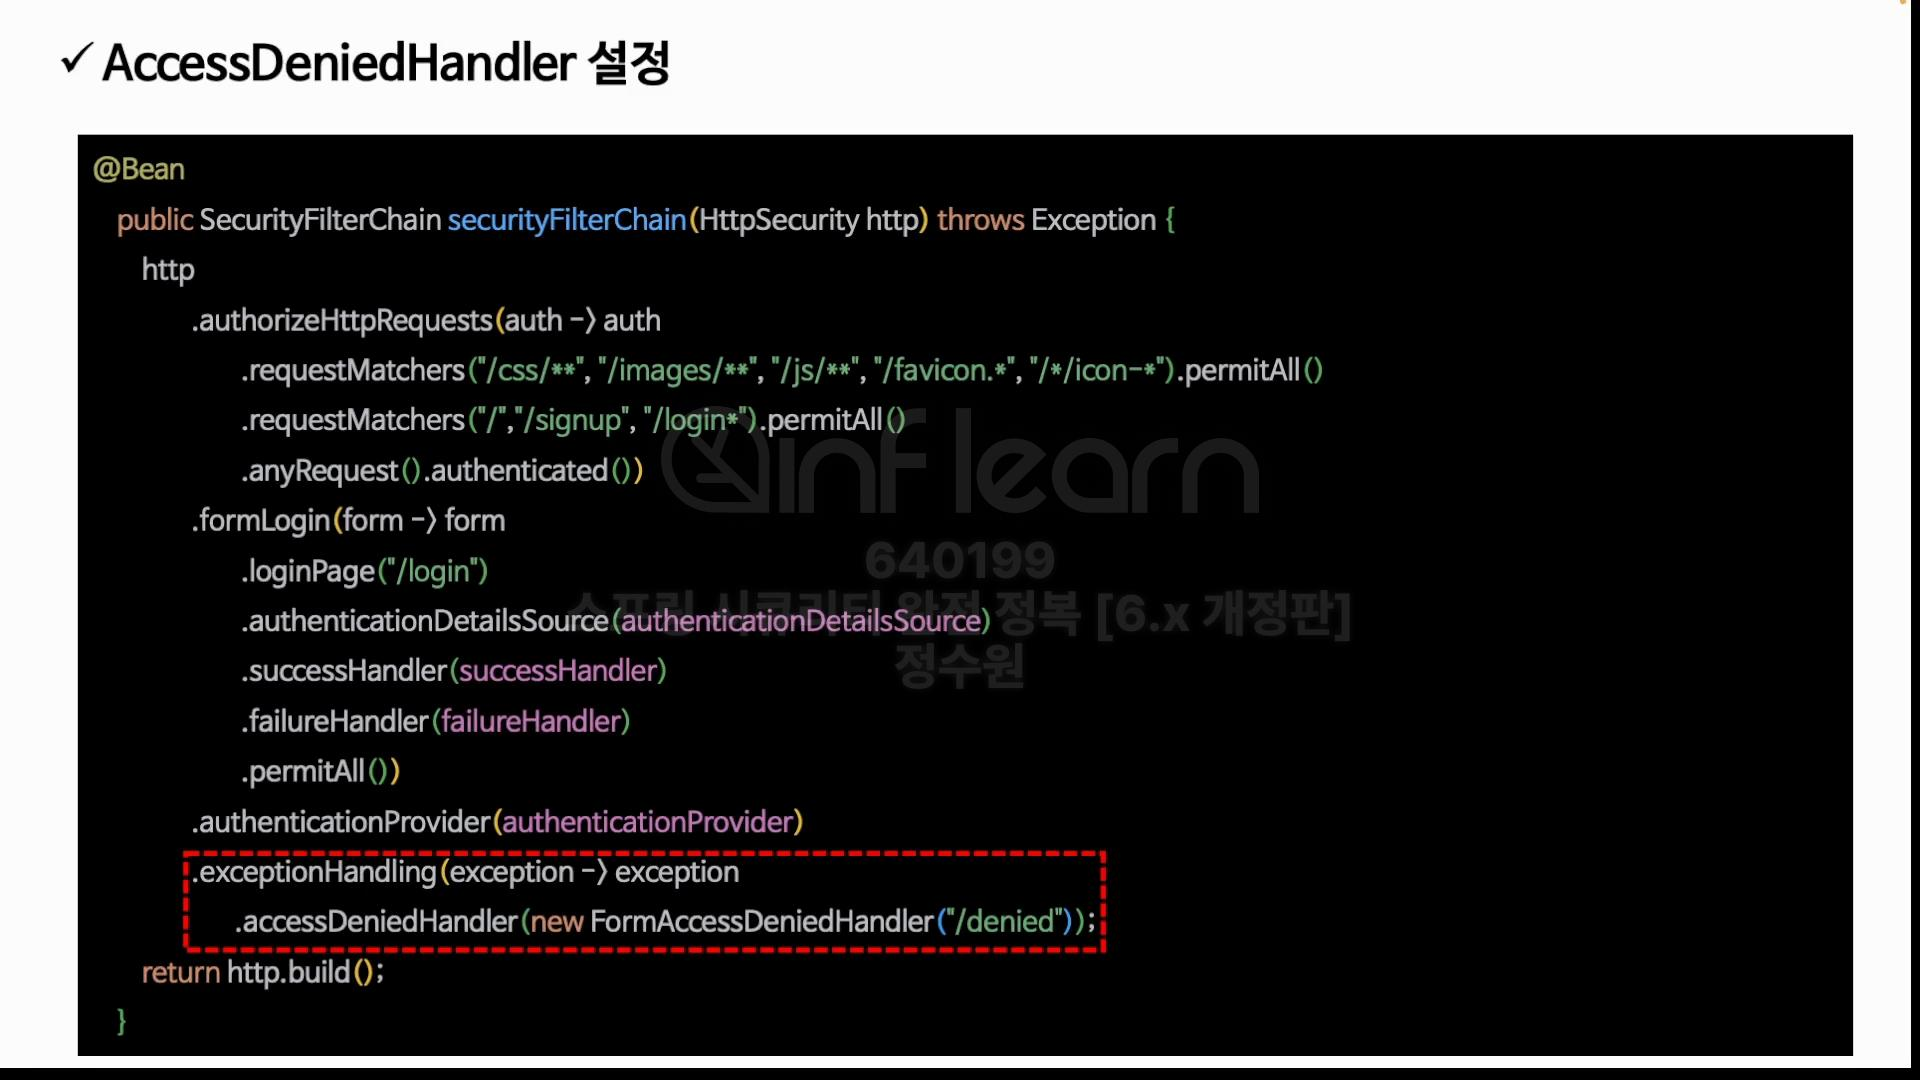 ✓ AccessDeniedHandler 설정
@Bean
public SecurityFilterChain securityFilterChain(HttpSecurity http) throws Exception {
http
.authorizeHttpRequests(auth -> auth
.requestMatchers("/css/**", "/images/**", "/js/**", "/favicon.*", "/*/icon-*").permitAll()
.requestMatchers("/","/signup", "/login*").permitAll()
.anyRequest().authenticated())
.formLogin(form -> form
.loginPage("/login")
.authenticationDetailsSource(authenticationDetailsSource)
.successHandler(successHandler)
.failureHandler(failureHandler)
.permitAll())
.authenticationProvider(authenticationProvider)
.exceptionHandling(exception -> exception
.accessDeniedHandler(new FormAccessDeniedHandler("/denied"));
return http.build();
}
inflearn
640199
스프링 시큐리티 완전 정복 [6.x 개정판]
정수원